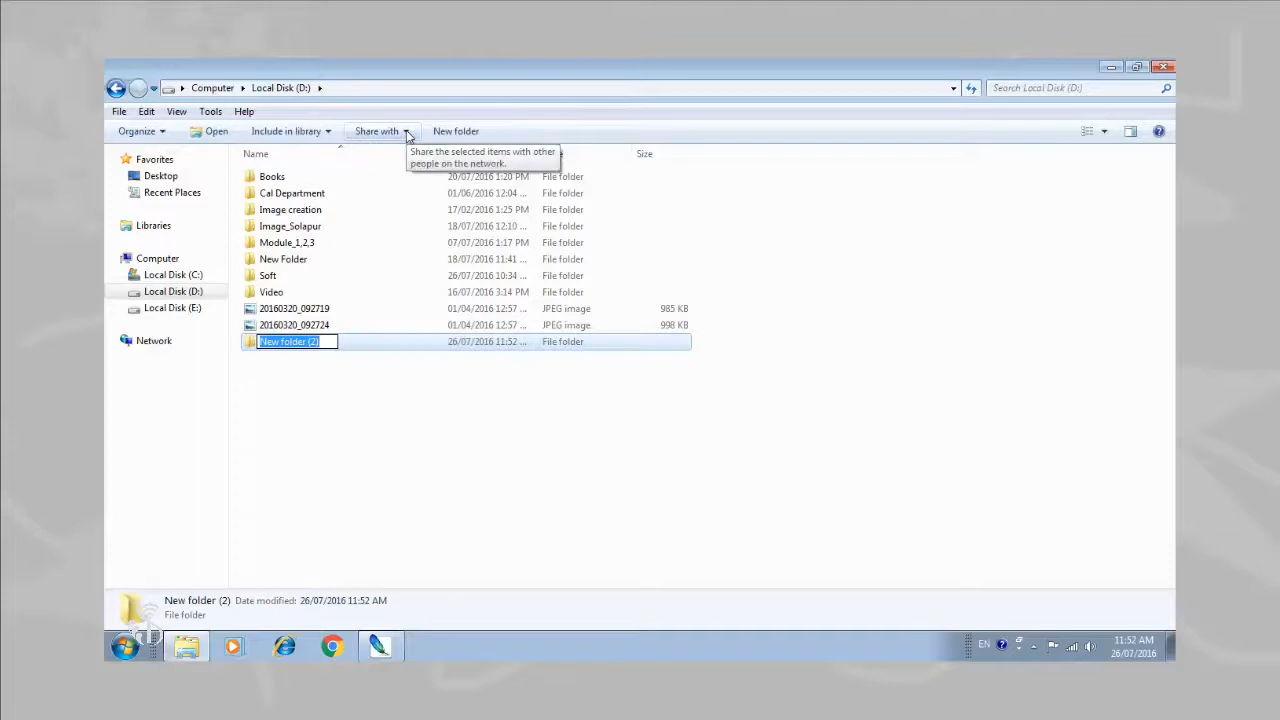 Computer Local Disk (D:)
Search Local Disk (D:)
File Edit View Tools Help
Organize Open Include in library Share with New folder
Share the selected items with other
people on the network.
Name Size
Favorites
Desktop
Recent Places
Libraries
Computer
Local Disk (C:)
Local Disk (D:)
Local Disk (E:)
Network
Books 20/07/2016 1:20 PM File folder
Cal Department 01/06/2016 12:04 ... File folder
Image creation 17/02/2016 1:25 PM File folder
Image_Solapur 18/07/2016 12:10 ... File folder
Module_1,2,3 07/07/2016 1:17 PM File folder
New Folder 18/07/2016 11:41 ... File folder
Soft 26/07/2016 10:34 ... File folder
Video 16/07/2016 3:14 PM File folder
20160320_092719 01/04/2016 12:57 ... JPEG image 985 KB
20160320_092724 01/04/2016 12:57 ... JPEG image 998 KB
New folder (2) 26/07/2016 11:52 ... File folder
New folder (2) Date modified: 26/07/2016 11:52 AM
File folder
EN
11:52 AM
26/07/2016